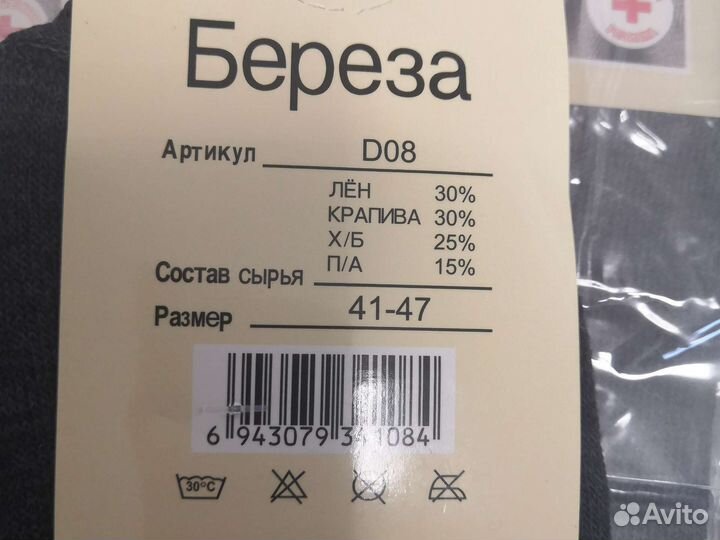 Береза
Артикул D08
ЛЁН 30%
КРАПИВА 30%
Х/Б 25%
П/А 15%
Состав сырья
Размер 41-47
6 943079 341084
30°C
Avito